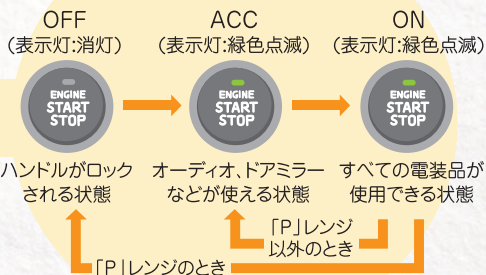 OFF
(表示灯:消灯)
ENGINE
START
STOP
ハンドルがロック
される状態
ACC
(表示灯:緑色点滅)
ENGINE
START
STOP
オーディオ、ドアミラー
などが使える状態
ON
(表示灯:緑色点滅)
ENGINE
START
STOP
すべての電装品が
使用できる状態
「P」レンジ
以外のとき
「P」レンジのとき